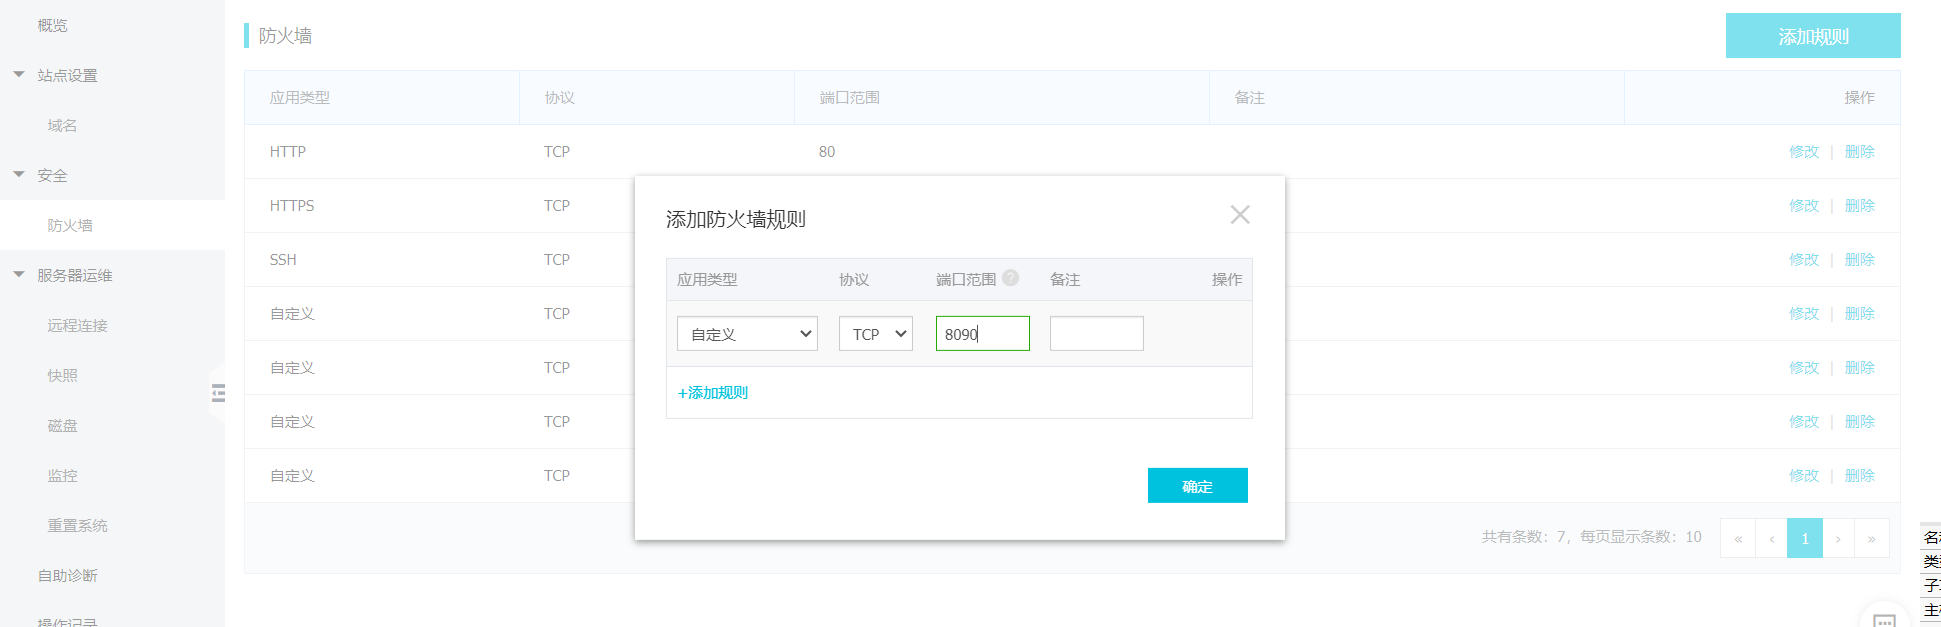 概览
站点设置
域名
安全
防火墙
服务器运维
远程连接
快照
磁盘
监控
重置系统
自助诊断
操作记录
防火墙
添加规则
应用类型 协议 端口范围 备注 操作
HTTP TCP 80 修改 | 删除
HTTPS TCP 修改 | 删除
SSH TCP 修改 | 删除
自定义 TCP 修改 | 删除
自定义 TCP 修改 | 删除
自定义 TCP 修改 | 删除
自定义 TCP 修改 | 删除
共有条数：7，每页显示条数：10 « ‹ 1 › »
添加防火墙规则
应用类型 协议 端口范围 ? 备注 操作
自定义 TCP 8090
+添加规则
确定
名
类
子
主